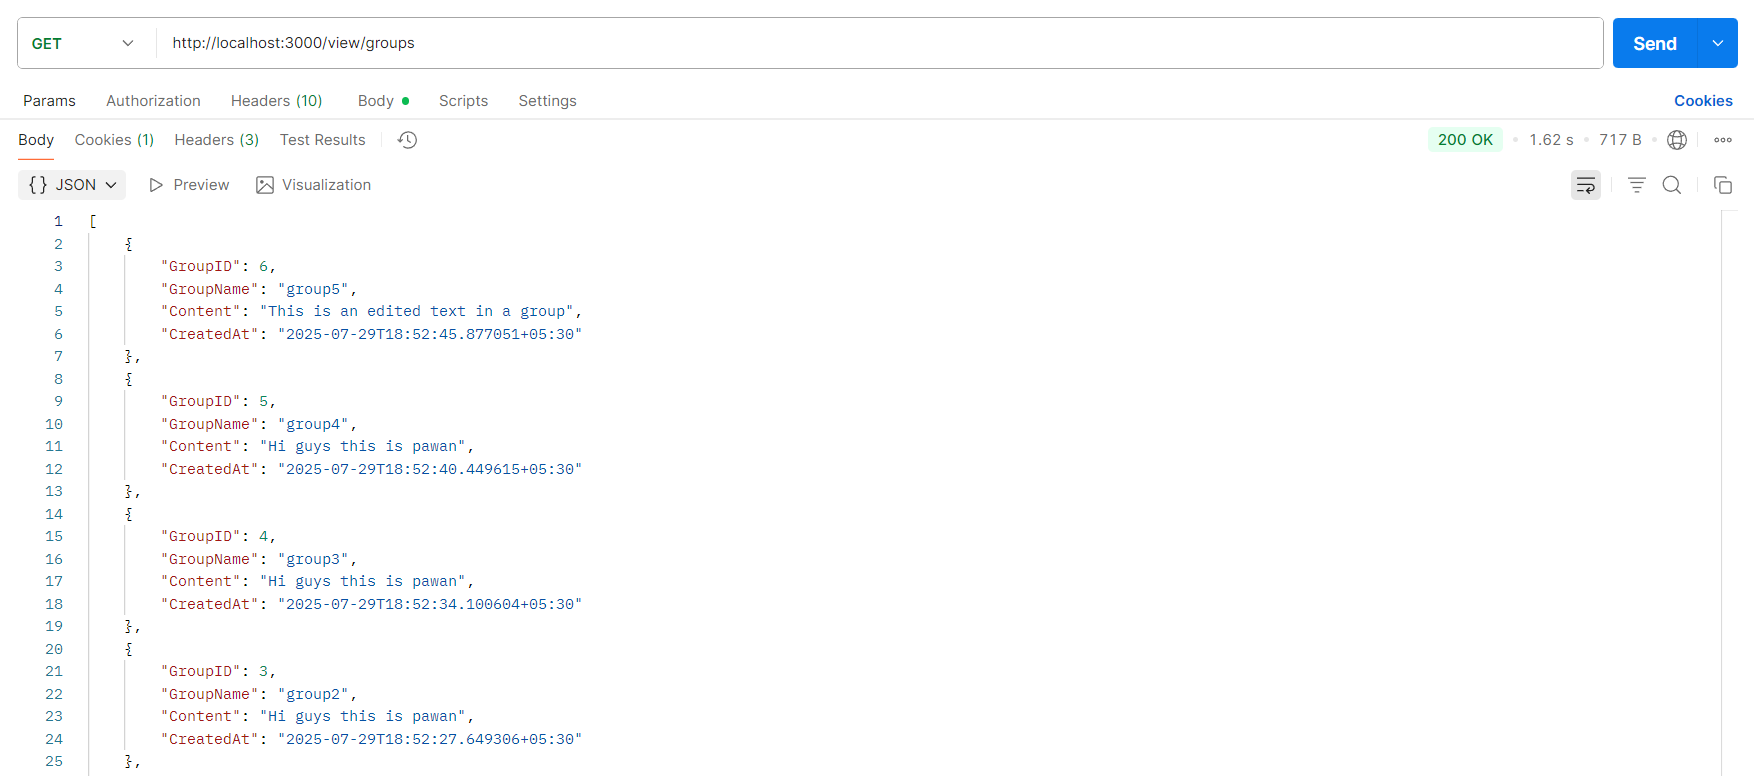 GET http://localhost:3000/view/groups Send
Params Authorization Headers (10) Body Scripts Settings Cookies
Body Cookies (1) Headers (3) Test Results 200 OK 1.62 s 717 B
{} JSON Preview Visualization
1 [
2 {
3 "GroupID": 6,
4 "GroupName": "group5",
5 "Content": "This is an edited text in a group",
6 "CreatedAt": "2025-07-29T18:52:45.877051+05:30"
7 },
8 {
9 "GroupID": 5,
10 "GroupName": "group4",
11 "Content": "Hi guys this is pawan",
12 "CreatedAt": "2025-07-29T18:52:40.449615+05:30"
13 },
14 {
15 "GroupID": 4,
16 "GroupName": "group3",
17 "Content": "Hi guys this is pawan",
18 "CreatedAt": "2025-07-29T18:52:34.100604+05:30"
19 },
20 {
21 "GroupID": 3,
22 "GroupName": "group2",
23 "Content": "Hi guys this is pawan",
24 "CreatedAt": "2025-07-29T18:52:27.649306+05:30"
25 },